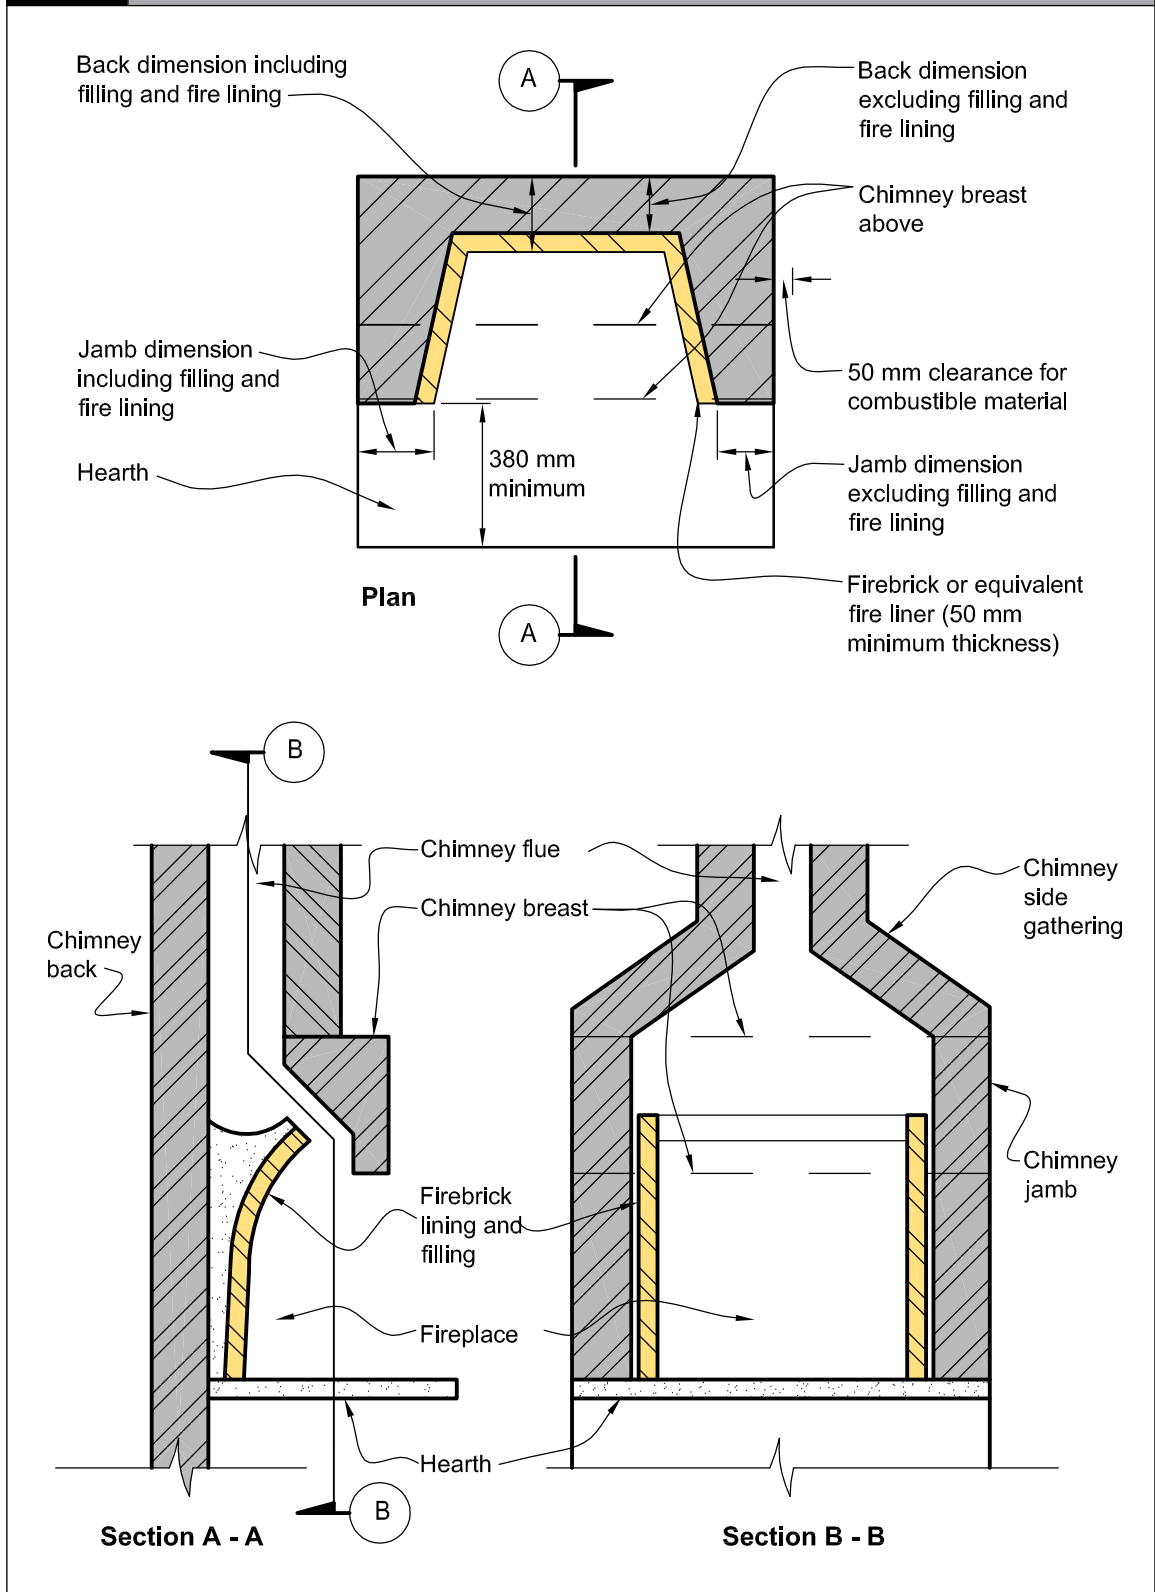 Back dimension including
filling and fire lining
A
Back dimension
excluding filling and
fire lining
Chimney breast
above
Jamb dimension
including filling and
fire lining
50 mm clearance for
combustible material
Hearth
380 mm
minimum
Jamb dimension
excluding filling and
fire lining
Plan
A
Firebrick or equivalent
fire liner (50 mm
minimum thickness)
B
Chimney flue
Chimney breast
Chimney
side
gathering
Chimney
back
Firebrick
lining and
filling
Chimney
jamb
Fireplace
Hearth
B
Section A - A
Section B - B